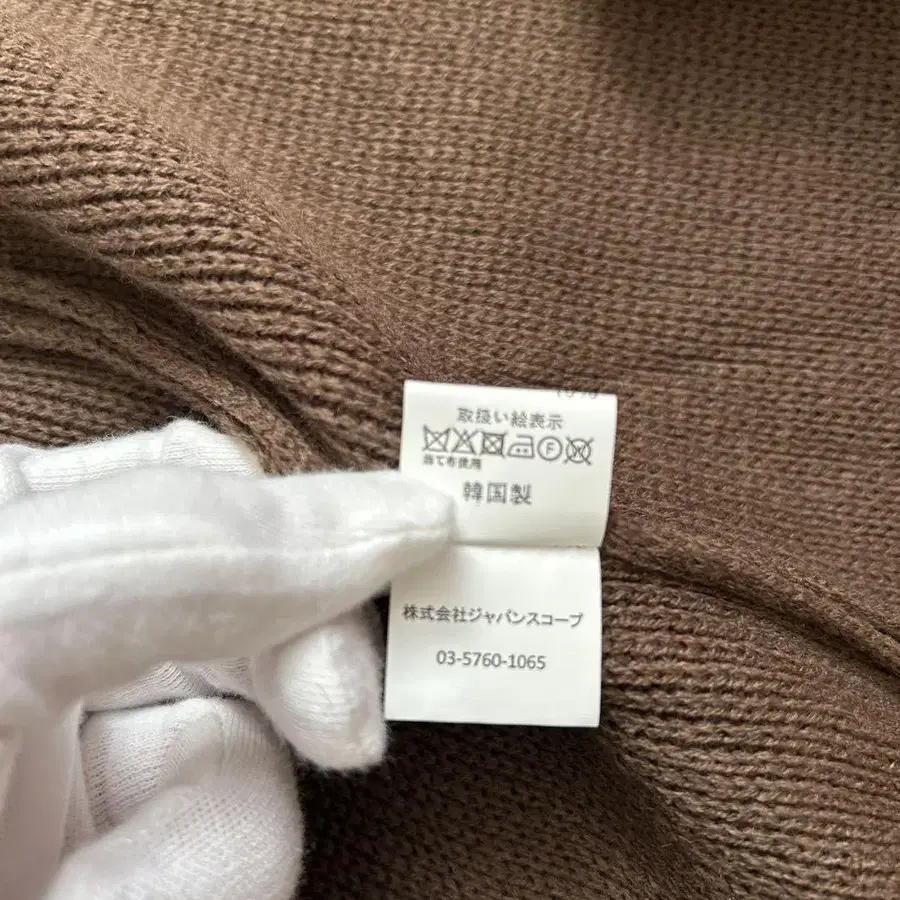 取扱い絵表示
F W
当て布使用
韓国製
株式会社ジャパンスコープ
03-5760-1065